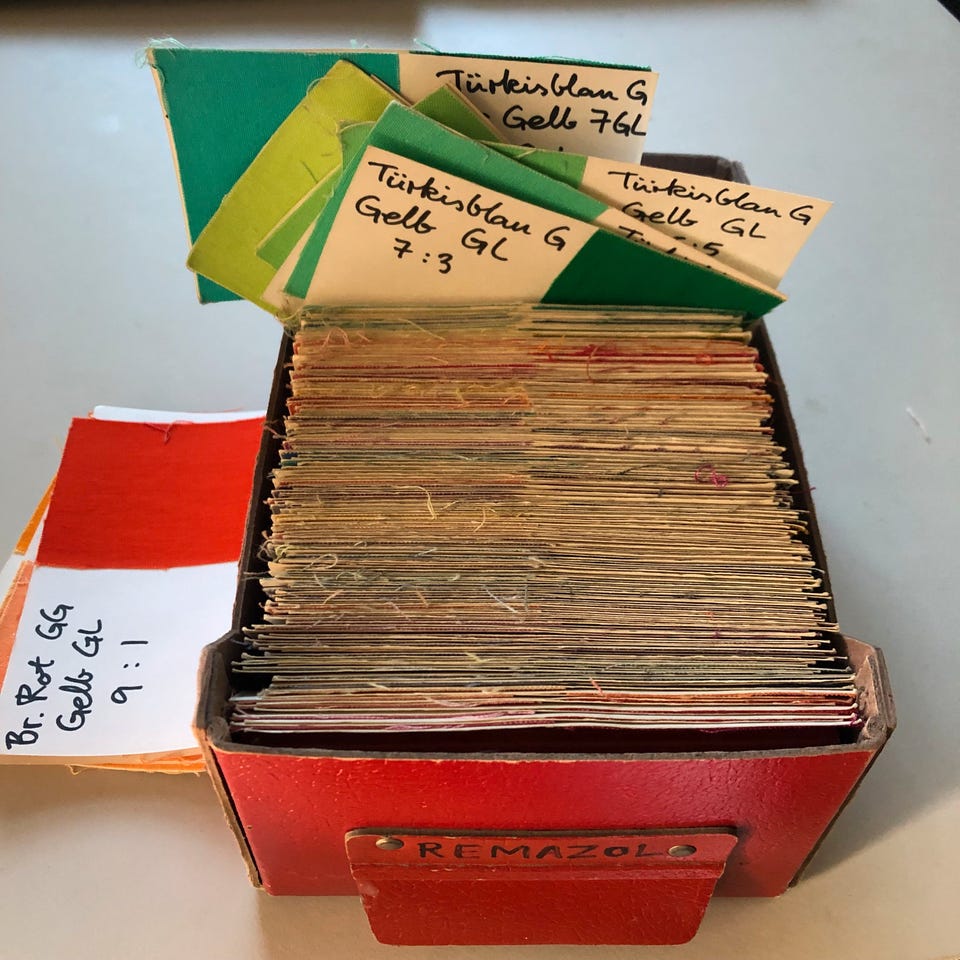 Türkisblau G
Gelb 7GL
Türkisblau G
Gelb GL
Türkisblau G
Gelb GL
7:3
Br. Rot GG
Gelb GL
9:1
REMAZOL